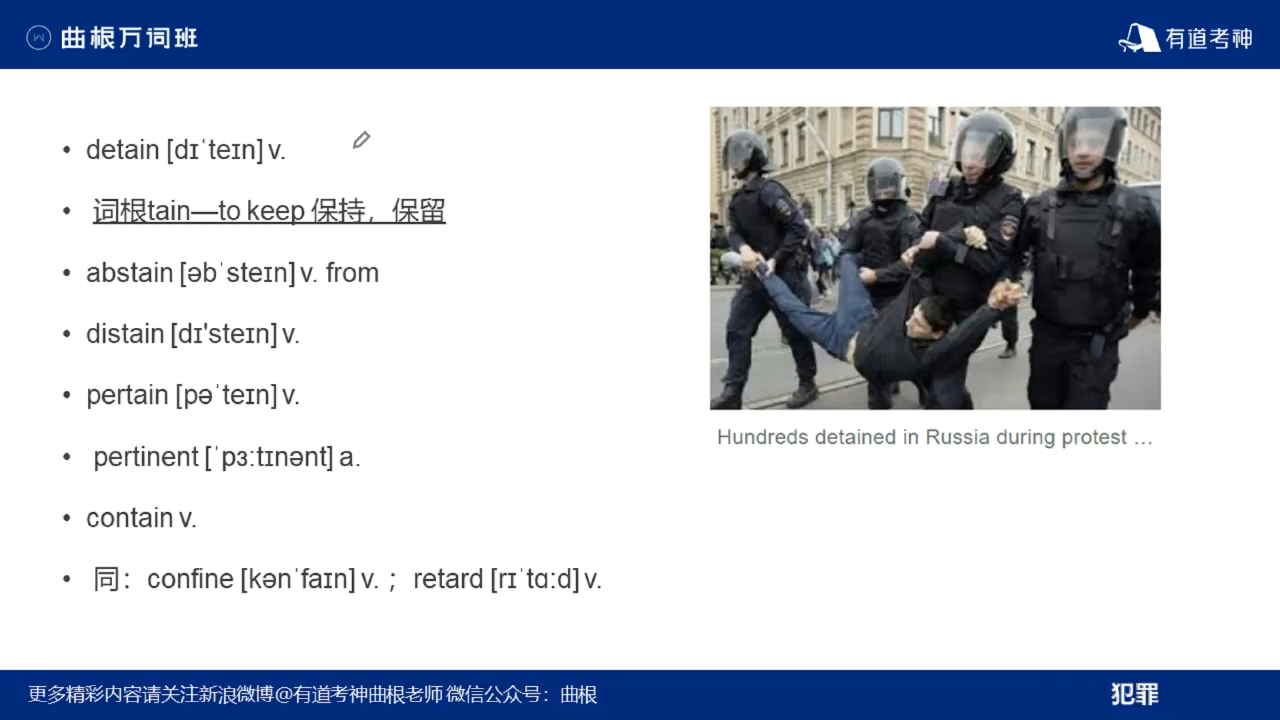 曲根万词班
有道考神
• detain [dɪˈteɪn] v.
• 词根tain—to keep 保持，保留
• abstain [əbˈsteɪn] v. from
• distain [dɪ'steɪn] v.
• pertain [pəˈteɪn] v.
• pertinent [ˈpɜːtɪnənt] a.
• contain v.
• 同：confine [kənˈfaɪn] v. ；retard [rɪˈtɑːd] v.
Hundreds detained in Russia during protest …
更多精彩内容请关注新浪微博@有道考神曲根老师 微信公众号：曲根
犯罪